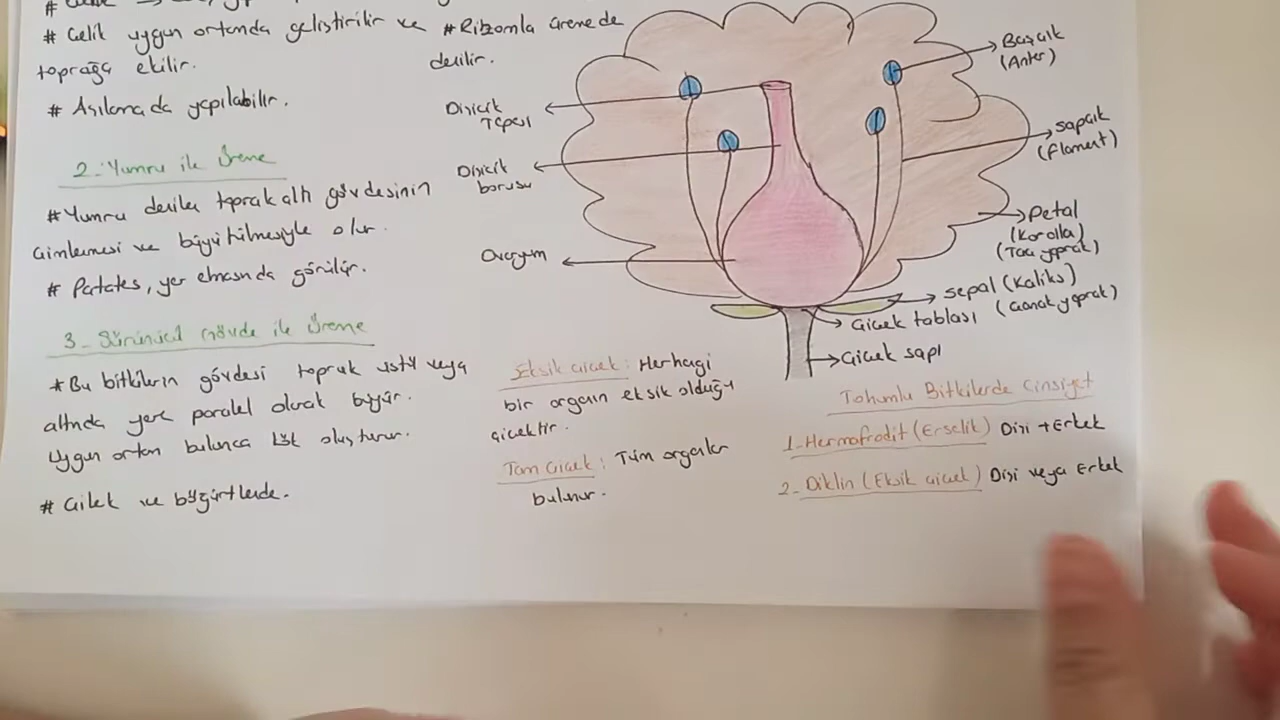 # Çelik uygun ortamda geliştirilir ve
toprağa ekilir.
# Aşılama da yapılabilir.
2- Yumru ile Üreme
# Yumru denilen toprak altı gövdesinin
çimlenmesi ve büyütülmesiyle olur.
# Patates, yer elmasında görülür.
3- Sürünücü Gövde ile Üreme
# Bu bitkilerin gövdesi toprak üstü veya
altında yere paralel olarak büyür.
Uygun ortam bulunca kök oluşturur.
# Çilek ve böğürtlende.
# Rizomla üreme de
denilir.
Dişicik
Tepesi
Dişicik
borusu
Ovaryum
Başçık
(Anter)
sapçık
(flament)
Petal
(Korolla)
(Taç yaprak)
sepal (Kaliks)
(Çanak yaprak)
Çiçek tablası
Çiçek sapı
Eksik çiçek: Herhangi
bir organın eksik olduğu
çiçektir.
Tam Çiçek: Tüm organlar
bulunur.
Tohumlu Bitkilerde Cinsiyet
1- Hermafrodit (Erselik) Dişi + Erkek
2- Diklin (Eksik çiçek) Dişi veya Erkek